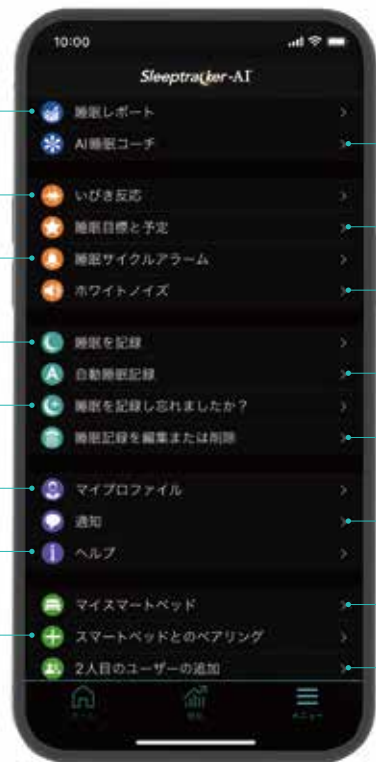 10:00
Sleeptracker-AI
睡眠レポート
AI睡眠コーチ
いびき反応
睡眠目標と予定
睡眠サイクルアラーム
ホワイトノイズ
睡眠を記録
自動睡眠記録
睡眠を記録し忘れましたか?
睡眠記録を編集または削除
マイプロファイル
通知
ヘルプ
マイスマートベッド
スマートベッドとのペアリング
2人目のユーザーの追加
メニュー